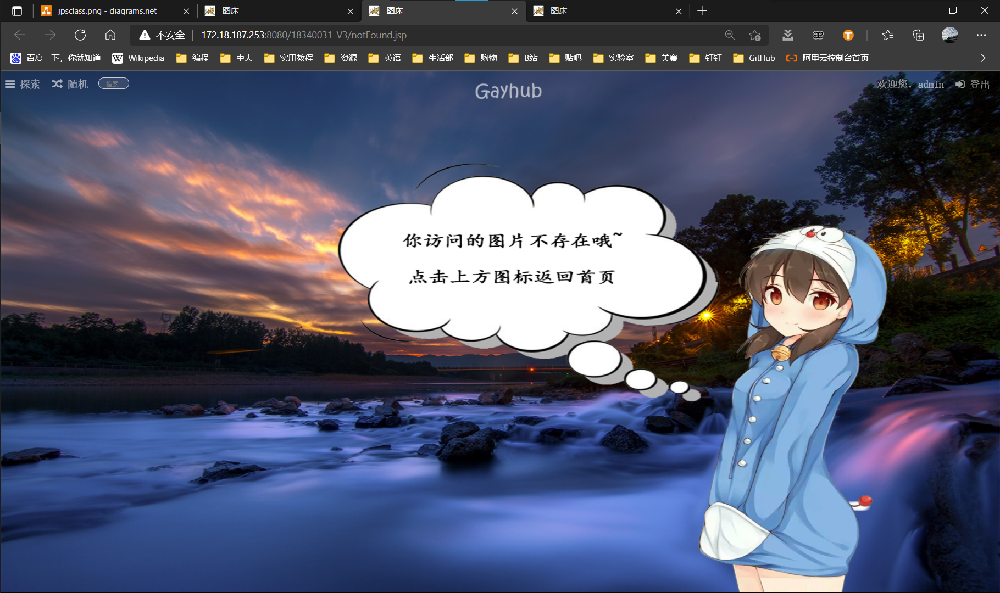 jpsclass.png - diagrams.net
图床
图床
图床
不安全
172.18.187.253:8080/18340031_V3/notFound.jsp
百度一下，你就知道
W Wikipedia
编程
中大
实用教程
资源
英语
生活部
购物
B站
贴吧
实验室
美赛
钉钉
GitHub
阿里云控制台首页
探索
随机
搜索...
Gayhub
欢迎您，admin
登出
你访问的图片不存在哦~
点击上方图标返回首页